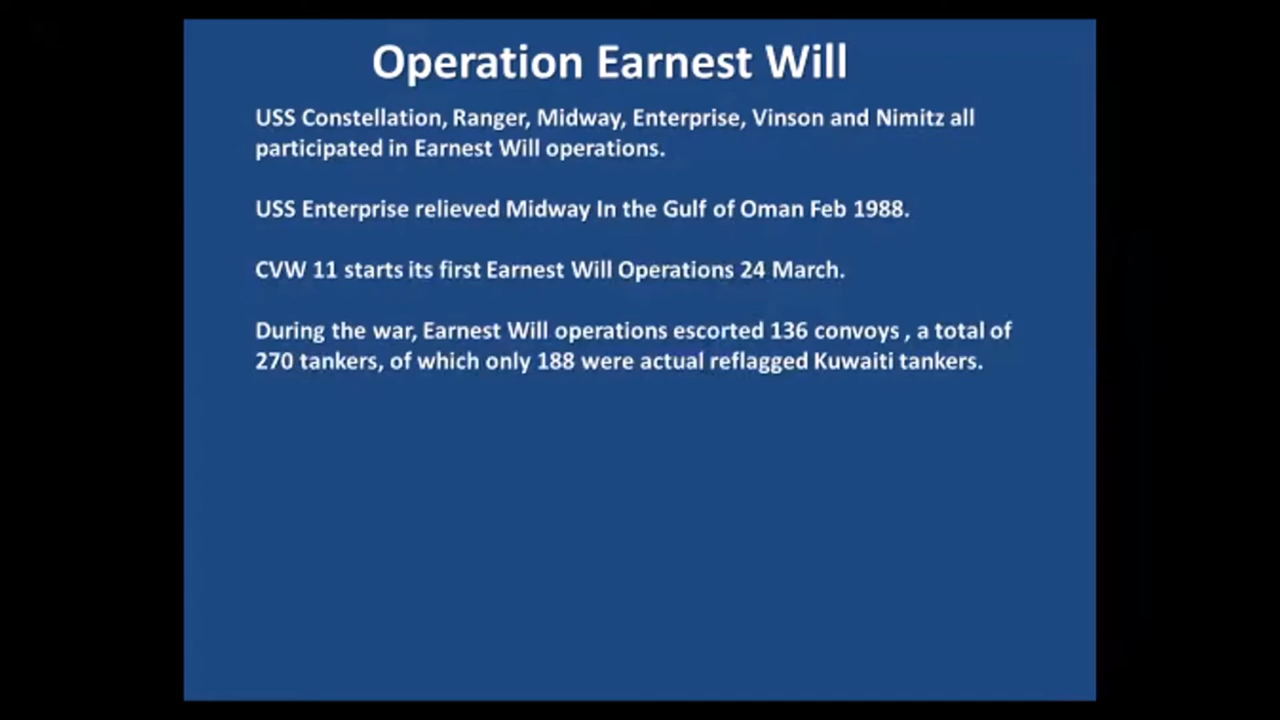 Operation Earnest Will
USS Constellation, Ranger, Midway, Enterprise, Vinson and Nimitz all
participated in Earnest Will operations.
USS Enterprise relieved Midway In the Gulf of Oman Feb 1988.
CVW 11 starts its first Earnest Will Operations 24 March.
During the war, Earnest Will operations escorted 136 convoys , a total of
270 tankers, of which only 188 were actual reflagged Kuwaiti tankers.